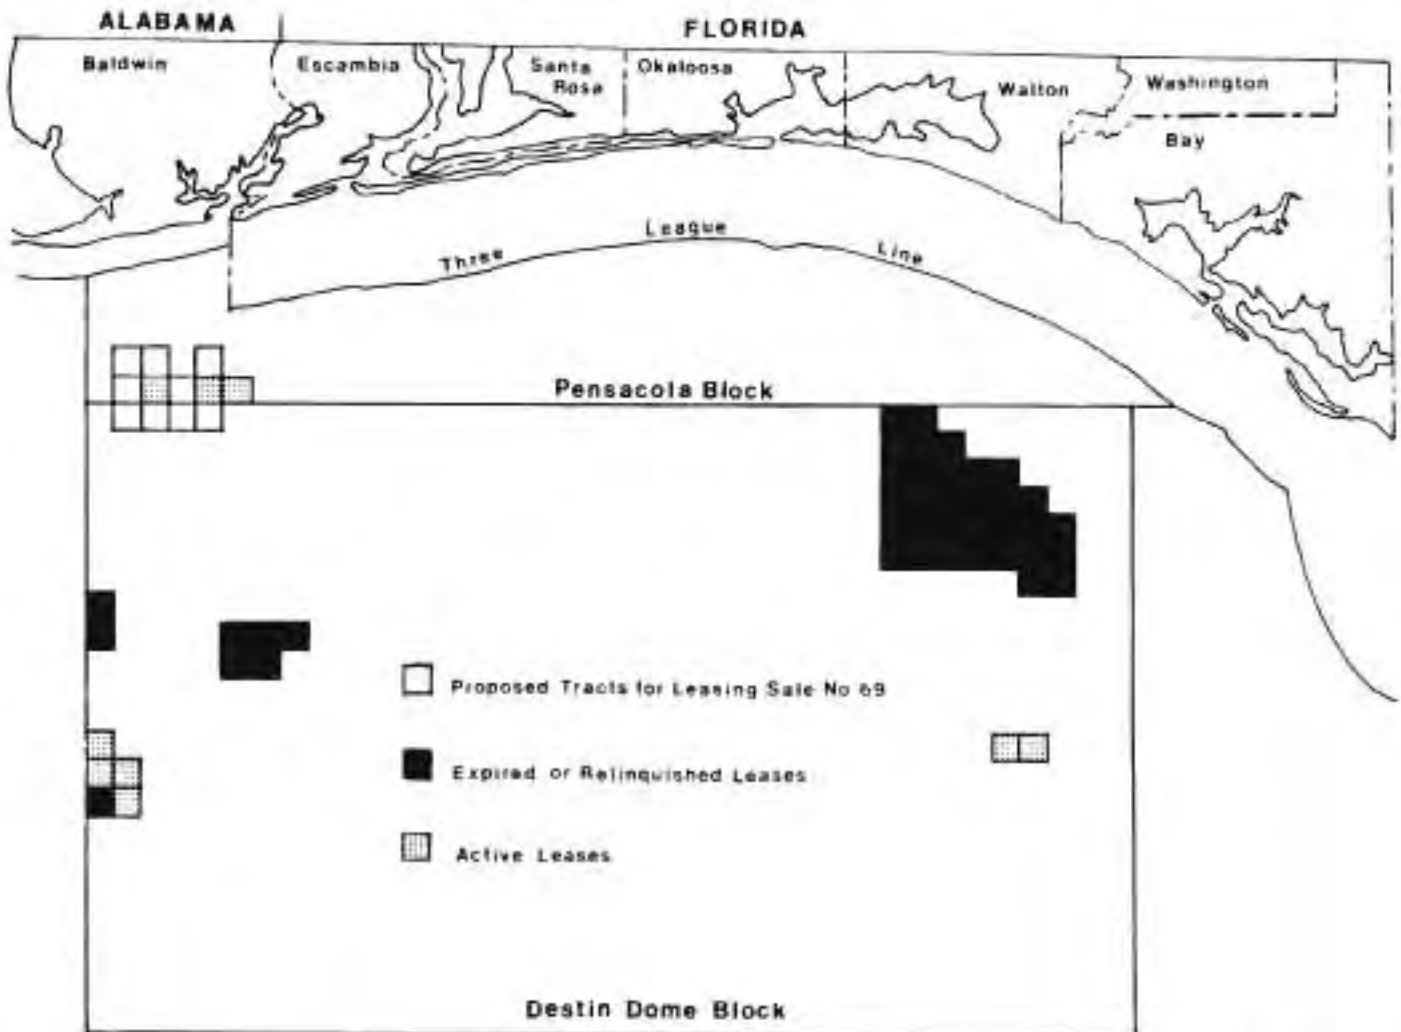 ALABAMA
FLORIDA
Baldwin
Escambia
Santa
Rosa
Okaloosa
Walton
Washington
Bay
Three League Line
Pensacola Block
Proposed Tracts for Leasing Sale No 69
Expired or Relinquished Leases
Active Leases
Destin Dome Block